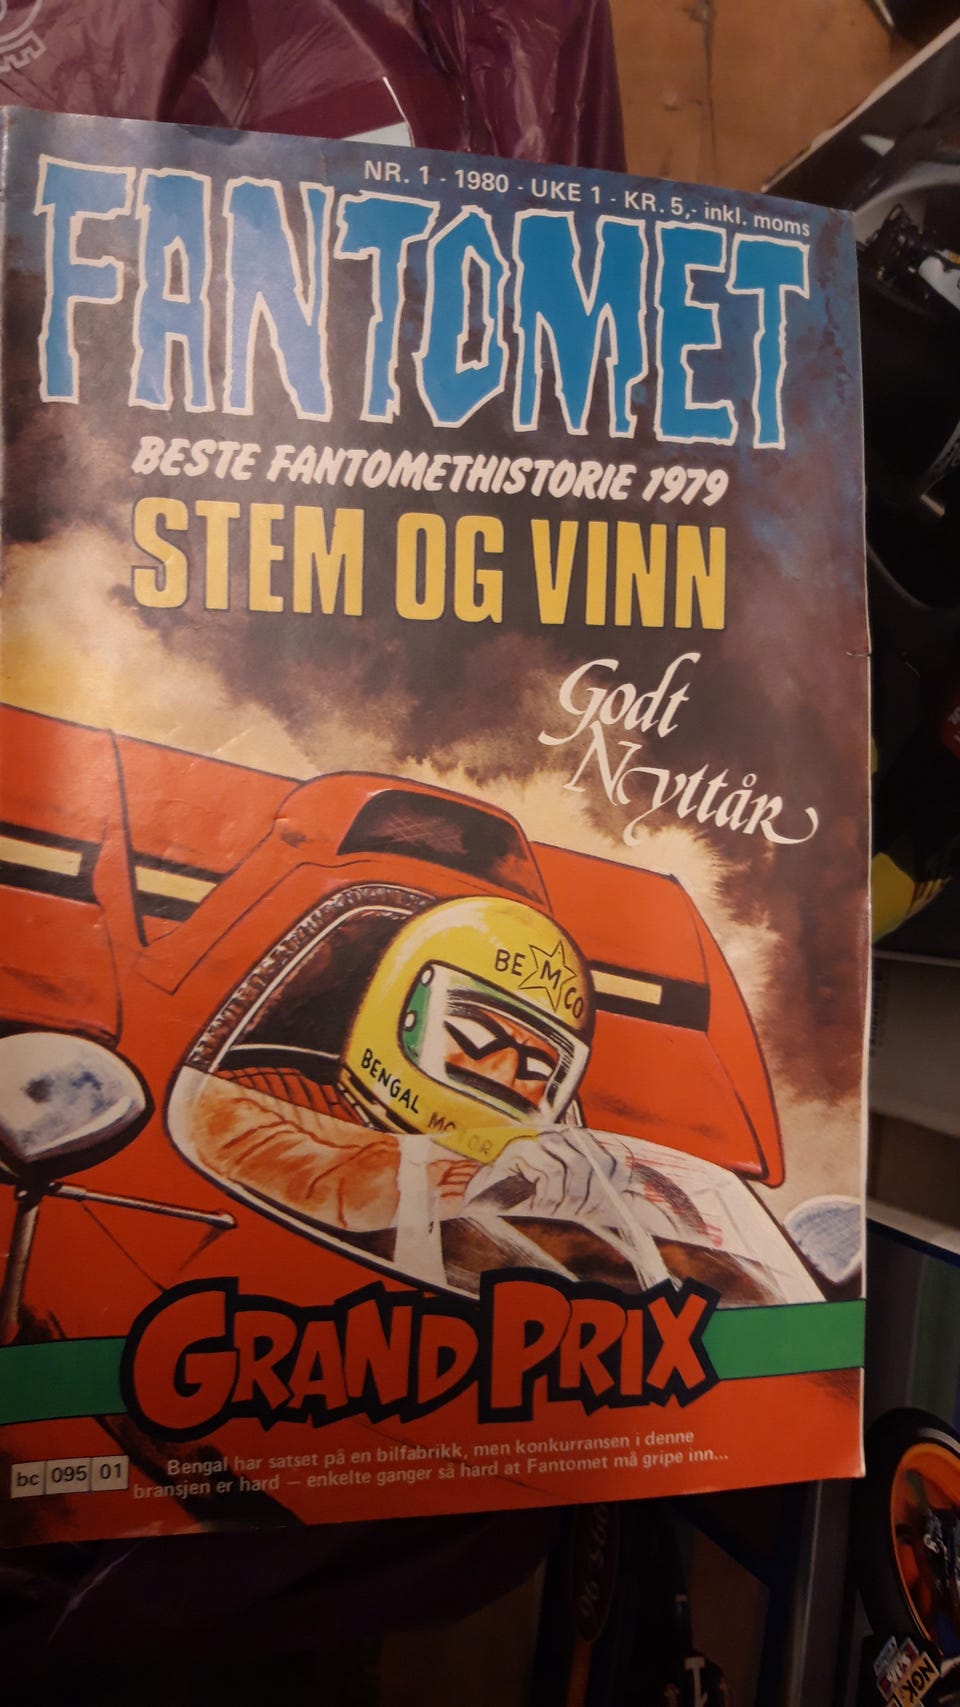 NR. 1 - 1980 - UKE 1 - KR. 5,- inkl. moms
FANTOMET
BESTE FANTOMETHISTORIE 1979
STEM OG VINN
Godt
Nyttår
BE M CO
BENGAL MOTOR
GRAND PRIX
Bengal har satset på en bilfabrikk, men konkurransen i denne
bransjen er hard — enkelte ganger så hard at Fantomet må gripe inn...
bc 095 01
NOK